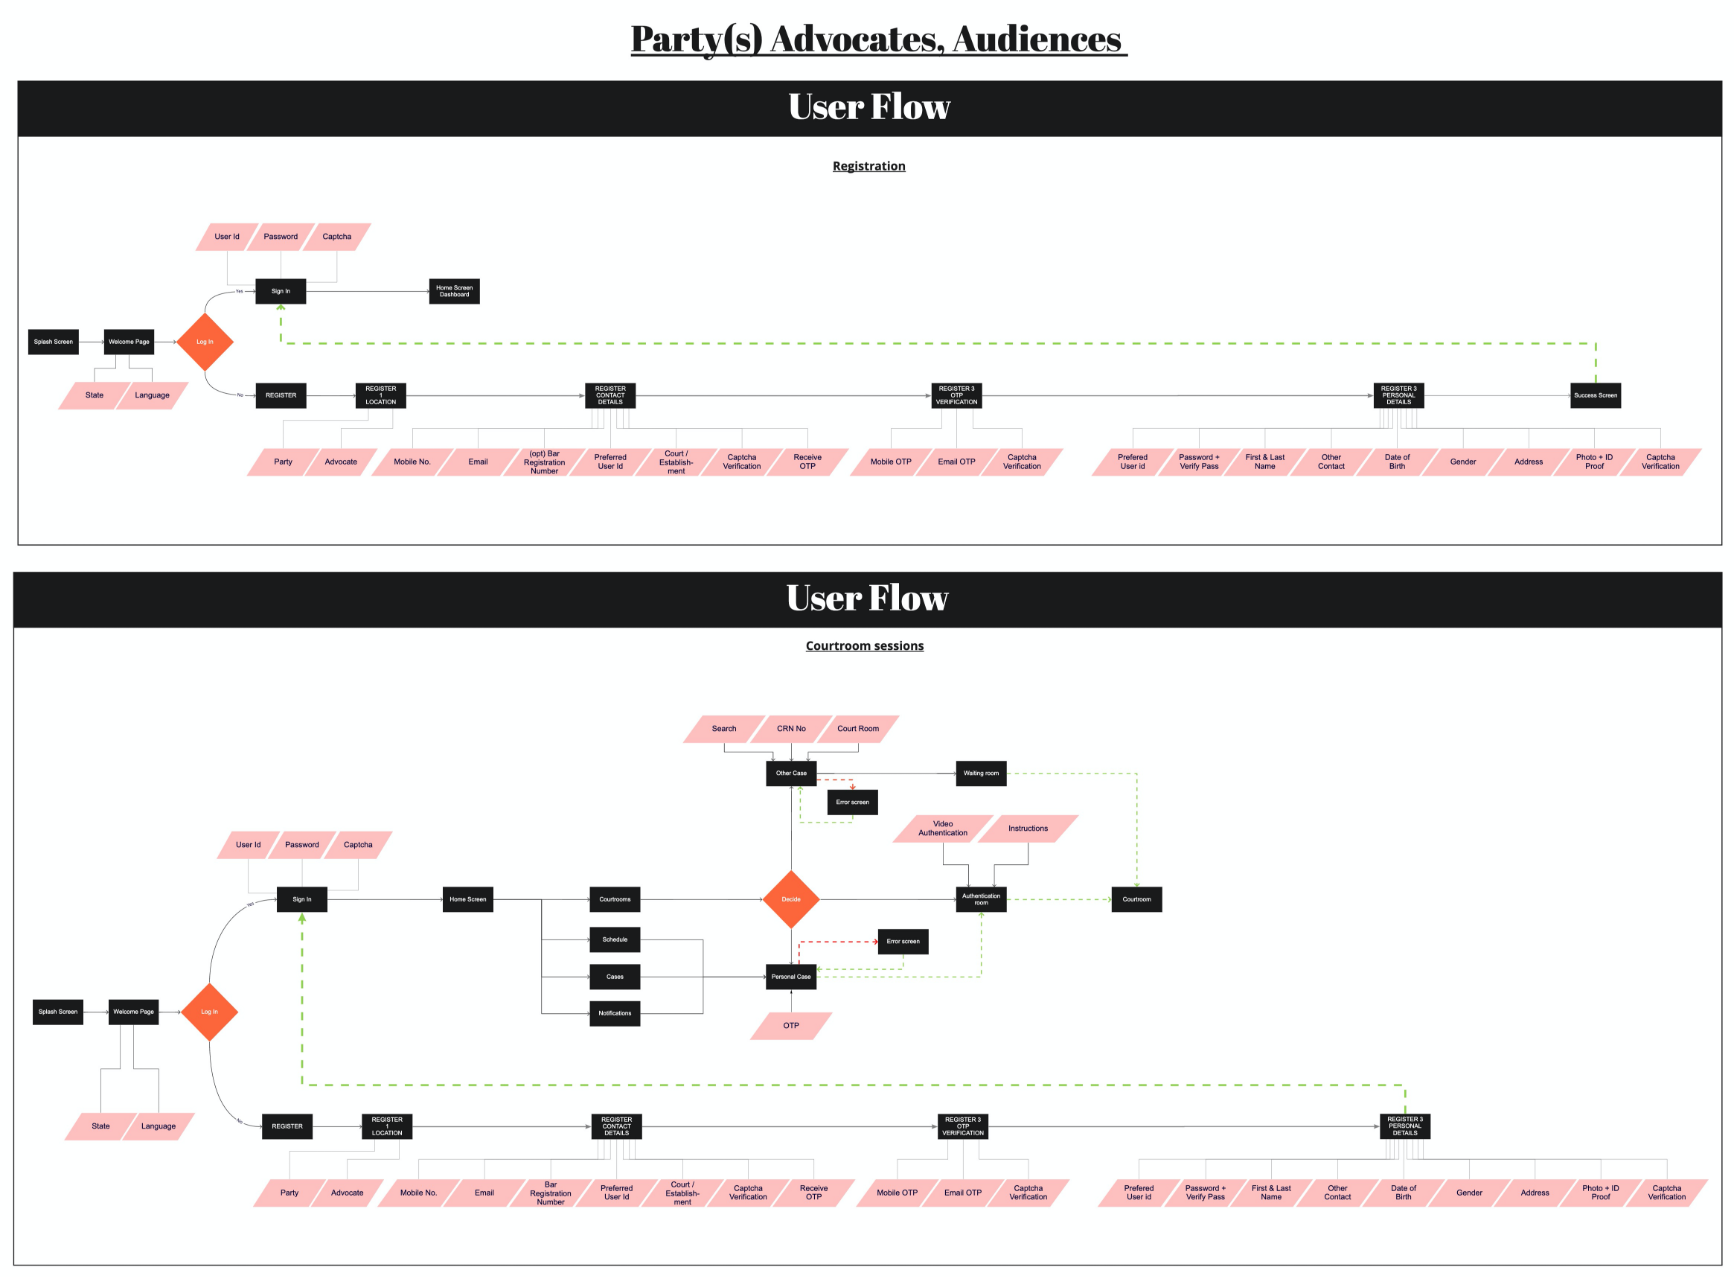 Party(s) Advocates, Audiences
User Flow
Registration
User Id
Password
Captcha
Yes
Sign In
Home Screen
Dashboard
Splash Screen
Welcome Page
Log In
State
Language
No
REGISTER
REGISTER
1
LOCATION
REGISTER
CONTACT
DETAILS
REGISTER 3
OTP
VERIFICATION
REGISTER 3
PERSONAL
DETAILS
Success Screen
Party
Advocate
Mobile No.
Email
(opt) Bar
Registration
Number
Preferred
User Id
Court /
Establish-
ment
Captcha
Verification
Receive
OTP
Mobile OTP
Email OTP
Captcha
Verification
Prefered
User id
Password +
Verify Pass
First & Last
Name
Other
Contact
Date of
Birth
Gender
Address
Photo + ID
Proof
Captcha
Verification
User Flow
Courtroom sessions
Search
CRN No
Court Room
Other Case
Waiting room
Error screen
Video
Authentication
Instructions
User Id
Password
Captcha
Yes
Sign In
Home Screen
Courtrooms
Decide
Authentication
room
Courtroom
Schedule
Error screen
Cases
Personal Case
Notifications
OTP
Splash Screen
Welcome Page
Log In
State
Language
No
REGISTER
REGISTER
1
LOCATION
REGISTER
CONTACT
DETAILS
REGISTER 3
OTP
VERIFICATION
REGISTER 3
PERSONAL
DETAILS
Party
Advocate
Mobile No.
Email
Bar
Registration
Number
Preferred
User Id
Court /
Establish-
ment
Captcha
Verification
Receive
OTP
Mobile OTP
Email OTP
Captcha
Verification
Prefered
User id
Password +
Verify Pass
First & Last
Name
Other
Contact
Date of
Birth
Gender
Address
Photo + ID
Proof
Captcha
Verification